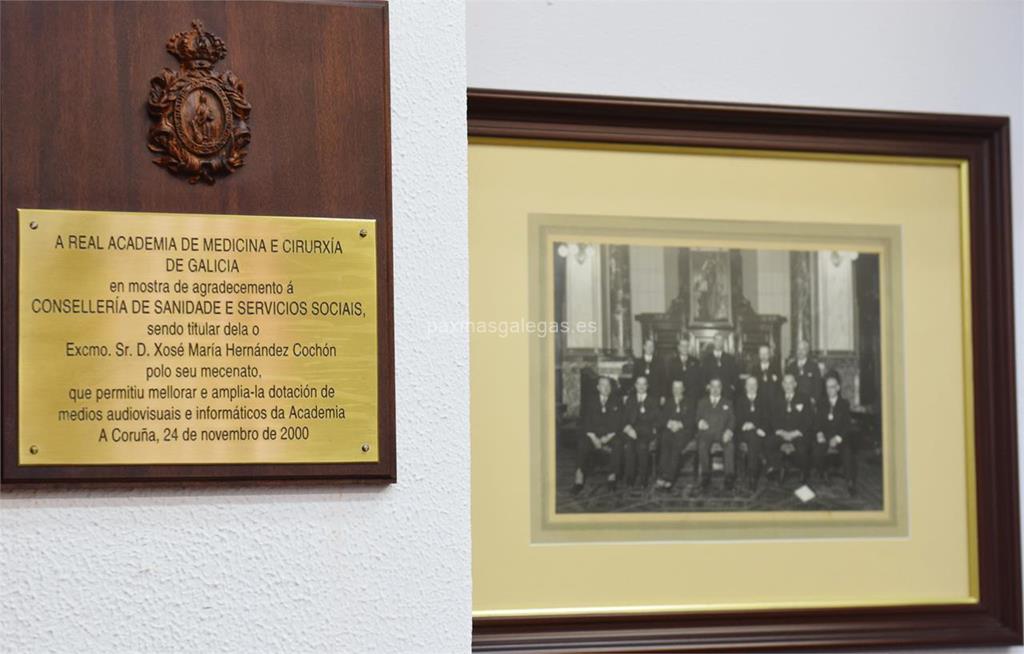 A REAL ACADEMIA DE MEDICINA E CIRURXÍA
DE GALICIA
en mostra de agradecemento á
CONSELLERÍA DE SANIDADE E SERVICIOS SOCIAIS,
sendo titular dela o
Excmo. Sr. D. Xosé María Hernández Cochón
polo seu mecenato,
que permitiu mellorar e amplia-la dotación de
medios audiovisuais e informáticos da Academia
A Coruña, 24 de novembro de 2000
paxinasgalegas.es